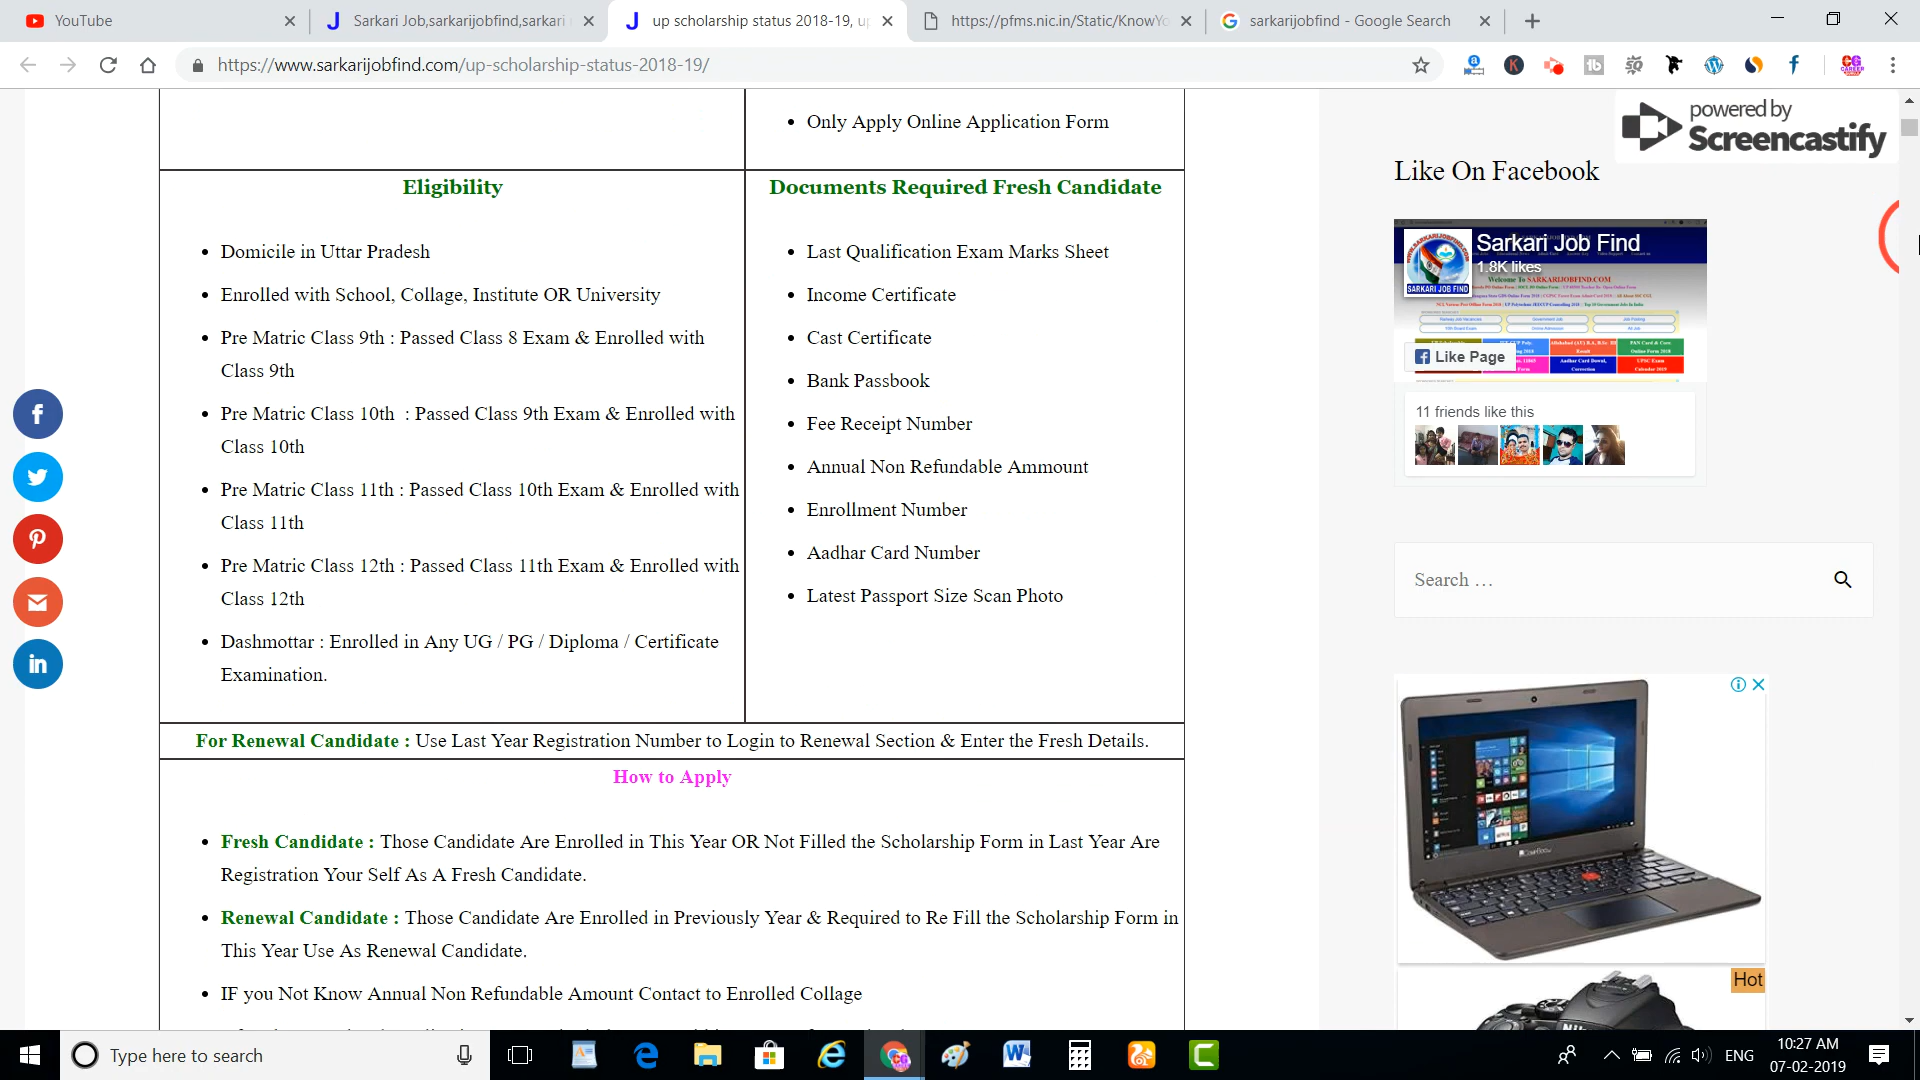 YouTube
Sarkari Job,sarkarijobfind,sarkari
up scholarship status 2018-19, u
https://pfms.nic.in/Static/KnowYo
sarkarijobfind - Google Search
https://www.sarkarijobfind.com/up-scholarship-status-2018-19/
powered by
Screencastify
Only Apply Online Application Form
Eligibility
Domicile in Uttar Pradesh
Enrolled with School, Collage, Institute OR University
Pre Matric Class 9th : Passed Class 8 Exam & Enrolled with
Class 9th
Pre Matric Class 10th : Passed Class 9th Exam & Enrolled with
Class 10th
Pre Matric Class 11th : Passed Class 10th Exam & Enrolled with
Class 11th
Pre Matric Class 12th : Passed Class 11th Exam & Enrolled with
Class 12th
Dashmottar : Enrolled in Any UG / PG / Diploma / Certificate
Examination.
Documents Required Fresh Candidate
Last Qualification Exam Marks Sheet
Income Certificate
Cast Certificate
Bank Passbook
Fee Receipt Number
Annual Non Refundable Ammount
Enrollment Number
Aadhar Card Number
Latest Passport Size Scan Photo
For Renewal Candidate : Use Last Year Registration Number to Login to Renewal Section & Enter the Fresh Details.
How to Apply
Fresh Candidate : Those Candidate Are Enrolled in This Year OR Not Filled the Scholarship Form in Last Year Are
Registration Your Self As A Fresh Candidate.
Renewal Candidate : Those Candidate Are Enrolled in Previously Year & Required to Re Fill the Scholarship Form in
This Year Use As Renewal Candidate.
IF you Not Know Annual Non Refundable Amount Contact to Enrolled Collage
Like On Facebook
Sarkari Job Find
1.8K likes
SARKARI JOB FIND
Welcome To SARKARIJOBFIND.COM
Like Page
11 friends like this
Search …
Hot
Type here to search
ENG
10:27 AM
07-02-2019